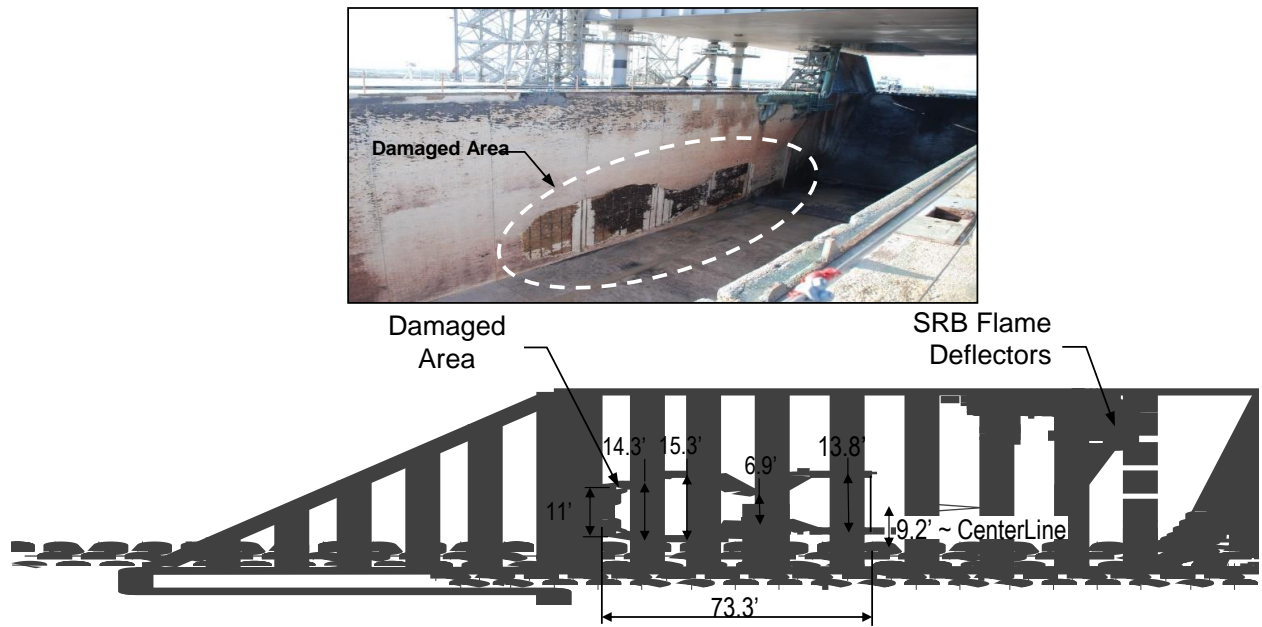 Damaged Area
Damaged
Area
SRB Flame
Deflectors
14.3’ 15.3’
6.9’
13.8’
11’
9.2’ ~ CenterLine
73.3’